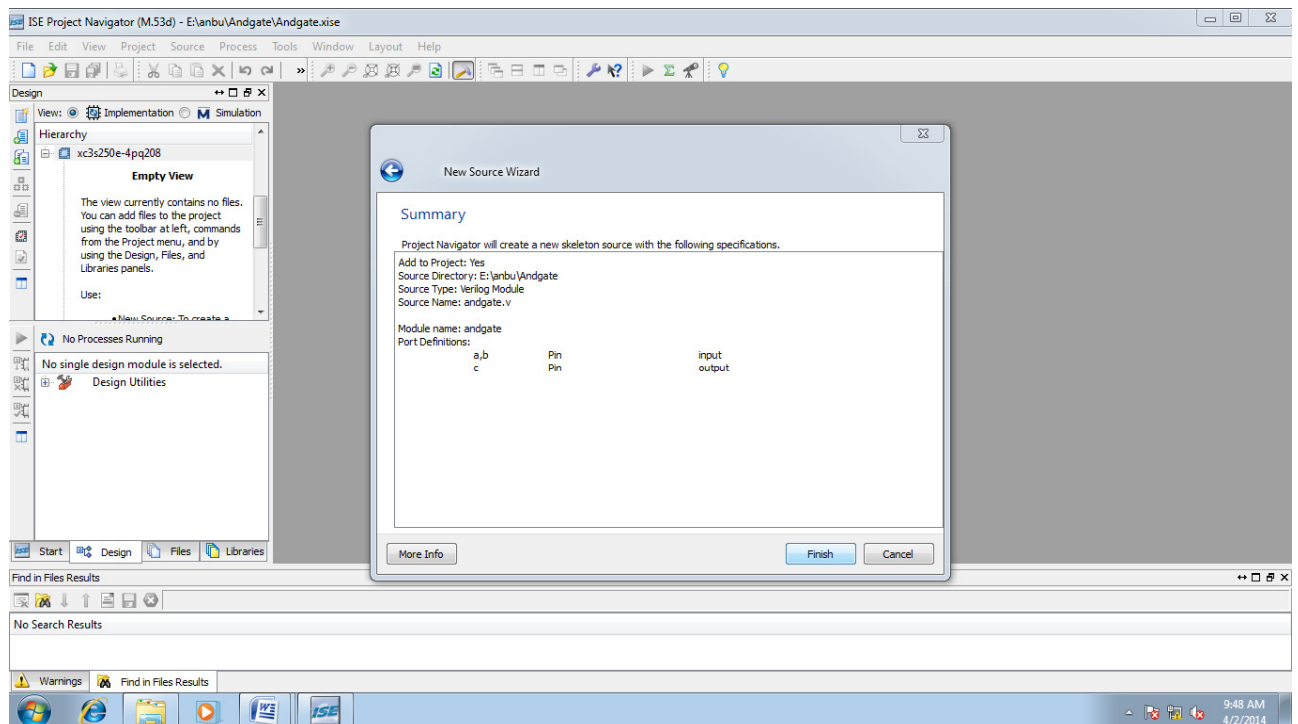 ISE Project Navigator (M.53d) - E:\anbu\Andgate\Andgate.xise
File Edit View Project Source Process Tools Window Layout Help
Design
View: Implementation Simulation
Hierarchy
xc3s250e-4pq208
Empty View
The view currently contains no files.
You can add files to the project
using the toolbar at left, commands
from the Project menu, and by
using the Design, Files, and
Libraries panels.
Use:
No Processes Running
No single design module is selected.
Design Utilities
Start Design Files Libraries
New Source Wizard
Summary
Project Navigator will create a new skeleton source with the following specifications.
Add to Project: Yes
Source Directory: E:\anbu\Andgate
Source Type: Verilog Module
Source Name: andgate.v
Module name: andgate
Port Definitions:
a,b Pin input
c Pin output
More Info Finish Cancel
Find in Files Results
No Search Results
Warnings Find in Files Results
ISE
9:48 AM
4/2/2014